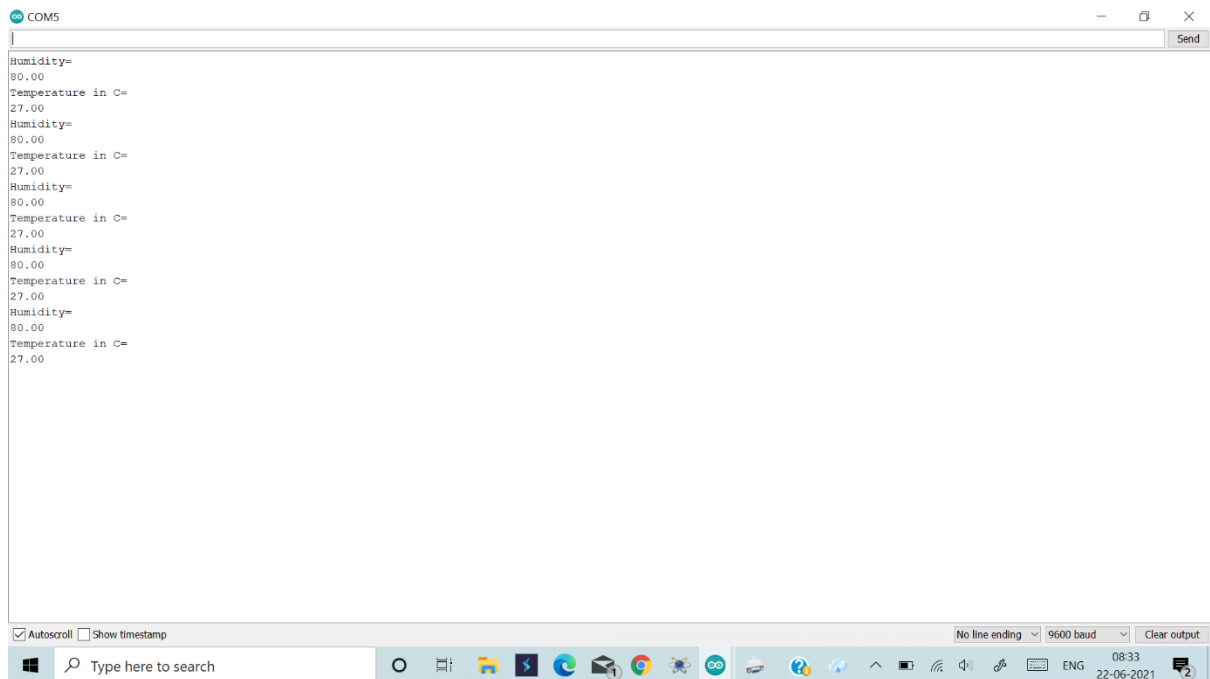 COM5
Send
Humidity=
80.00
Temperature in C=
27.00
Humidity=
80.00
Temperature in C=
27.00
Humidity=
80.00
Temperature in C=
27.00
Humidity=
80.00
Temperature in C=
27.00
Humidity=
80.00
Temperature in C=
27.00
Autoscroll Show timestamp No line ending 9600 baud Clear output
Type here to search 1 ENG 08:33
22-06-2021 2